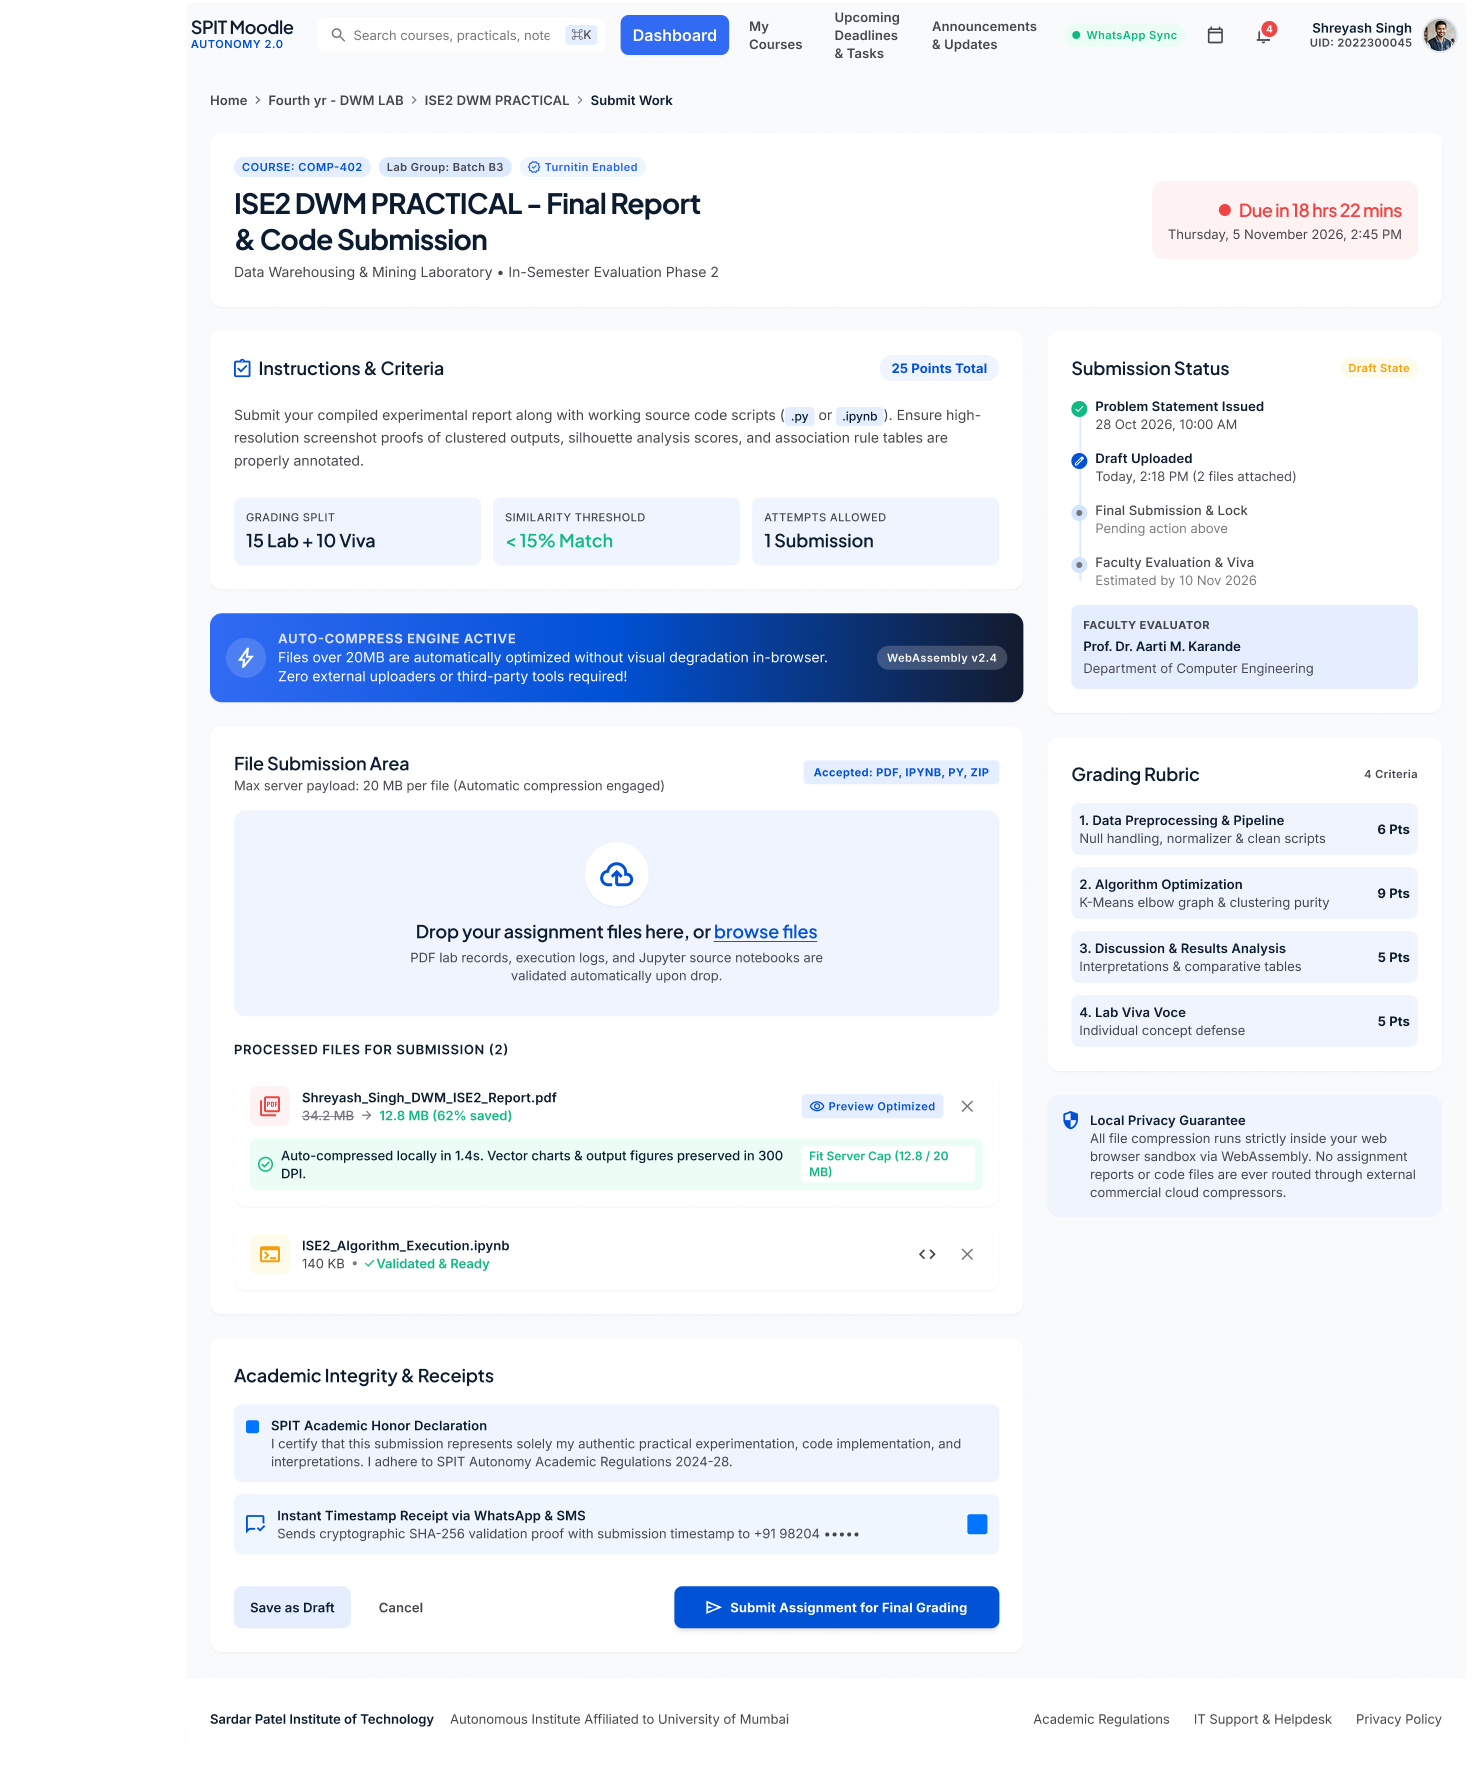 SPIT Moodle
AUTONOMY 2.0
Search courses, practicals, note
⌘K
Dashboard
My
Courses
Upcoming
Deadlines
& Tasks
Announcements
& Updates
WhatsApp Sync
4
Shreyash Singh
UID: 2022300045
Home > Fourth yr - DWM LAB > ISE2 DWM PRACTICAL > Submit Work
COURSE: COMP-402
Lab Group: Batch B3
Turnitin Enabled
ISE2 DWM PRACTICAL – Final Report
& Code Submission
Data Warehousing & Mining Laboratory • In-Semester Evaluation Phase 2
Due in 18 hrs 22 mins
Thursday, 5 November 2026, 2:45 PM
Instructions & Criteria
25 Points Total
Submit your compiled experimental report along with working source code scripts ( .py or .ipynb ). Ensure high-
resolution screenshot proofs of clustered outputs, silhouette analysis scores, and association rule tables are
properly annotated.
GRADING SPLIT
15 Lab + 10 Viva
SIMILARITY THRESHOLD
< 15% Match
ATTEMPTS ALLOWED
1 Submission
AUTO-COMPRESS ENGINE ACTIVE
Files over 20MB are automatically optimized without visual degradation in-browser.
Zero external uploaders or third-party tools required!
WebAssembly v2.4
File Submission Area
Max server payload: 20 MB per file (Automatic compression engaged)
Accepted: PDF, IPYNB, PY, ZIP
Drop your assignment files here, or browse files
PDF lab records, execution logs, and Jupyter source notebooks are
validated automatically upon drop.
PROCESSED FILES FOR SUBMISSION (2)
PDF
Shreyash_Singh_DWM_ISE2_Report.pdf
34.2 MB → 12.8 MB (62% saved)
Preview Optimized
Auto-compressed locally in 1.4s. Vector charts & output figures preserved in 300
DPI.
Fit Server Cap (12.8 / 20
MB)
ISE2_Algorithm_Execution.ipynb
140 KB • ✓Validated & Ready
Academic Integrity & Receipts
SPIT Academic Honor Declaration
I certify that this submission represents solely my authentic practical experimentation, code implementation, and
interpretations. I adhere to SPIT Autonomy Academic Regulations 2024-28.
Instant Timestamp Receipt via WhatsApp & SMS
Sends cryptographic SHA-256 validation proof with submission timestamp to +91 98204 •••••
Save as Draft
Cancel
Submit Assignment for Final Grading
Submission Status
Draft State
Problem Statement Issued
28 Oct 2026, 10:00 AM
Draft Uploaded
Today, 2:18 PM (2 files attached)
Final Submission & Lock
Pending action above
Faculty Evaluation & Viva
Estimated by 10 Nov 2026
FACULTY EVALUATOR
Prof. Dr. Aarti M. Karande
Department of Computer Engineering
Grading Rubric
4 Criteria
1. Data Preprocessing & Pipeline
Null handling, normalizer & clean scripts
6 Pts
2. Algorithm Optimization
K-Means elbow graph & clustering purity
9 Pts
3. Discussion & Results Analysis
Interpretations & comparative tables
5 Pts
4. Lab Viva Voce
Individual concept defense
5 Pts
Local Privacy Guarantee
All file compression runs strictly inside your web
browser sandbox via WebAssembly. No assignment
reports or code files are ever routed through external
commercial cloud compressors.
Sardar Patel Institute of Technology
Autonomous Institute Affiliated to University of Mumbai
Academic Regulations
IT Support & Helpdesk
Privacy Policy